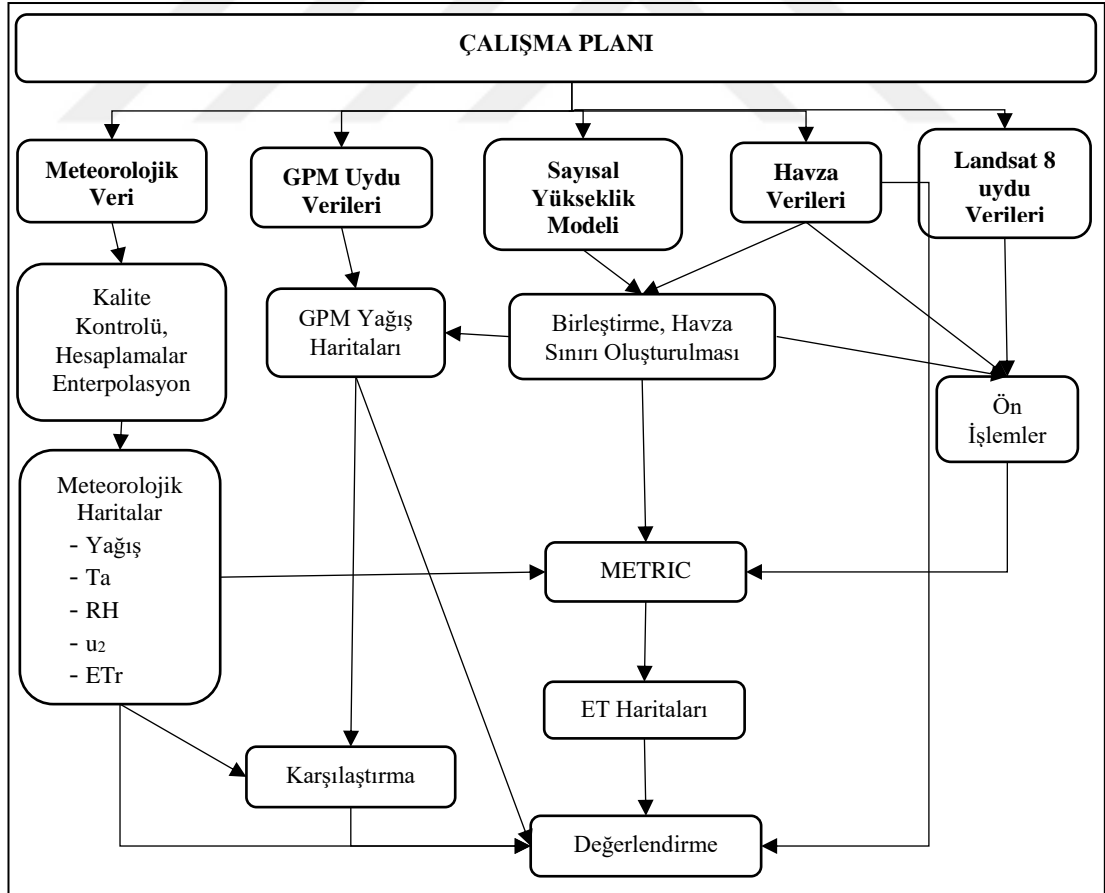 ÇALIŞMA PLANI
Meteorolojik
Veri
GPM Uydu
Verileri
Sayısal
Yükseklik
Modeli
Havza
Verileri
Landsat 8
uydu
Verileri
Kalite
Kontrolü,
Hesaplamalar
Enterpolasyon
GPM Yağış
Haritaları
Birleştirme, Havza
Sınırı Oluşturulması
Ön
İşlemler
Meteorolojik
Haritalar
- Yağış
- Ta
- RH
- u₂
- ETr
METRIC
ET Haritaları
Karşılaştırma
Değerlendirme